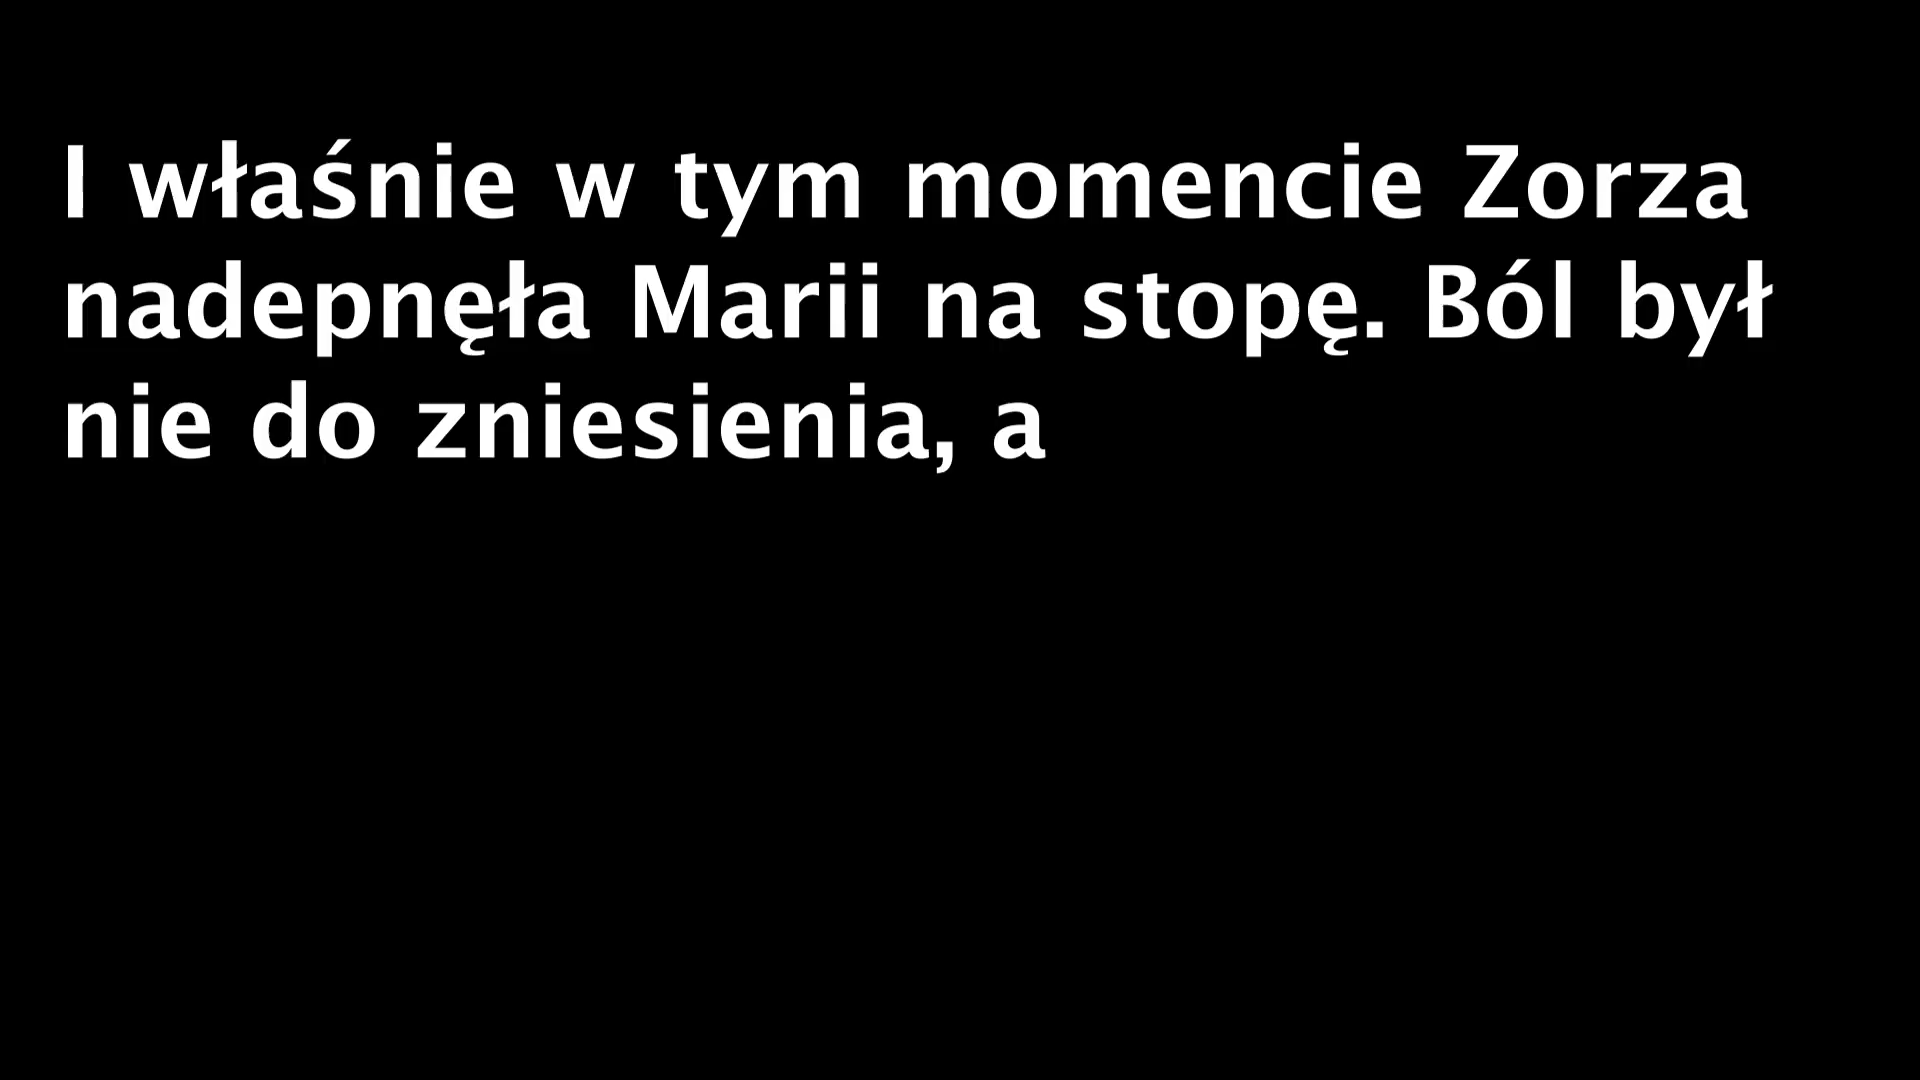 I właśnie w tym momencie Zorza
nadepnęła Marii na stopę. Ból był
nie do zniesienia, a